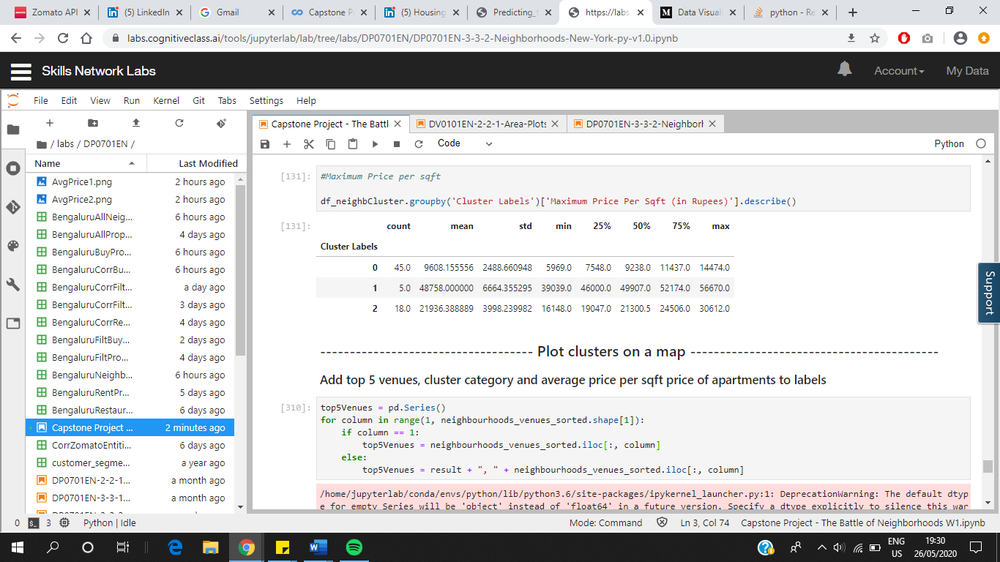 Zomato API
(5) LinkedIn
Gmail
Capstone P
(5) Housing
Predicting_
https://labs
Data Visual
python - Re
labs.cognitiveclass.ai/tools/jupyterlab/lab/tree/labs/DP0701EN/DP0701EN-3-3-2-Neighborhoods-New-York-py-v1.0.ipynb
Skills Network Labs
Account
My Data
File Edit View Run Kernel Git Tabs Settings Help
Capstone Project - The Battl
DV0101EN-2-2-1-Area-Plots
DP0701EN-3-3-2-Neighborh
/ labs / DP0701EN /
Code
Python
Name Last Modified
AvgPrice1.png 2 hours ago
AvgPrice2.png 2 hours ago
BengaluruAllNeig... 6 hours ago
BengaluruAllProp... 4 days ago
BengaluruBuyPro... 6 hours ago
BengaluruCorrBu... 6 hours ago
BengaluruCorrFilt... a day ago
BengaluruCorrFilt... 3 days ago
BengaluruCorrRe... 4 days ago
BengaluruFiltBuy... 2 days ago
BengaluruFiltPro... 4 days ago
BengaluruNeighb... 6 hours ago
BengaluruRentPr... 5 days ago
BengaluruRestaur... 6 days ago
Capstone Project ... 2 minutes ago
CorrZomatoEntiti... 6 days ago
customer_segme... a year ago
DP0701EN-2-2-1... a month ago
DP0701EN-3-3-1... a month ago
[131]: #Maximum Price per sqft
df_neighbCluster.groupby('Cluster Labels')['Maximum Price Per Sqft (in Rupees)'].describe()
[131]: count mean std min 25% 50% 75% max
Cluster Labels
0 45.0 9608.155556 2488.660948 5969.0 7548.0 9238.0 11437.0 14474.0
1 5.0 48758.000000 6664.355295 39039.0 46000.0 49907.0 52174.0 56670.0
2 18.0 21936.388889 3998.239982 16148.0 19047.0 21300.5 24506.0 30612.0
------------------------------------ Plot clusters on a map ------------------------------------------
Add top 5 venues, cluster category and average price per sqft price of apartments to labels
[310]: top5Venues = pd.Series()
for column in range(1, neighbourhoods_venues_sorted.shape[1]):
    if column == 1:
        top5Venues = neighbourhoods_venues_sorted.iloc[:, column]
    else:
        top5Venues = result + ", " + neighbourhoods_venues_sorted.iloc[:, column]
/home/jupyterlab/conda/envs/python/lib/python3.6/site-packages/ipykernel_launcher.py:1: DeprecationWarning: The default dtyp
e for empty Series will be 'object' instead of 'float64' in a future version. Specify a dtype explicitly to silence this war
Support
0 $_ 3 Python | Idle
Mode: Command Ln 3, Col 74 Capstone Project - The Battle of Neighborhoods W1.ipynb
ENG
US
19:30
26/05/2020